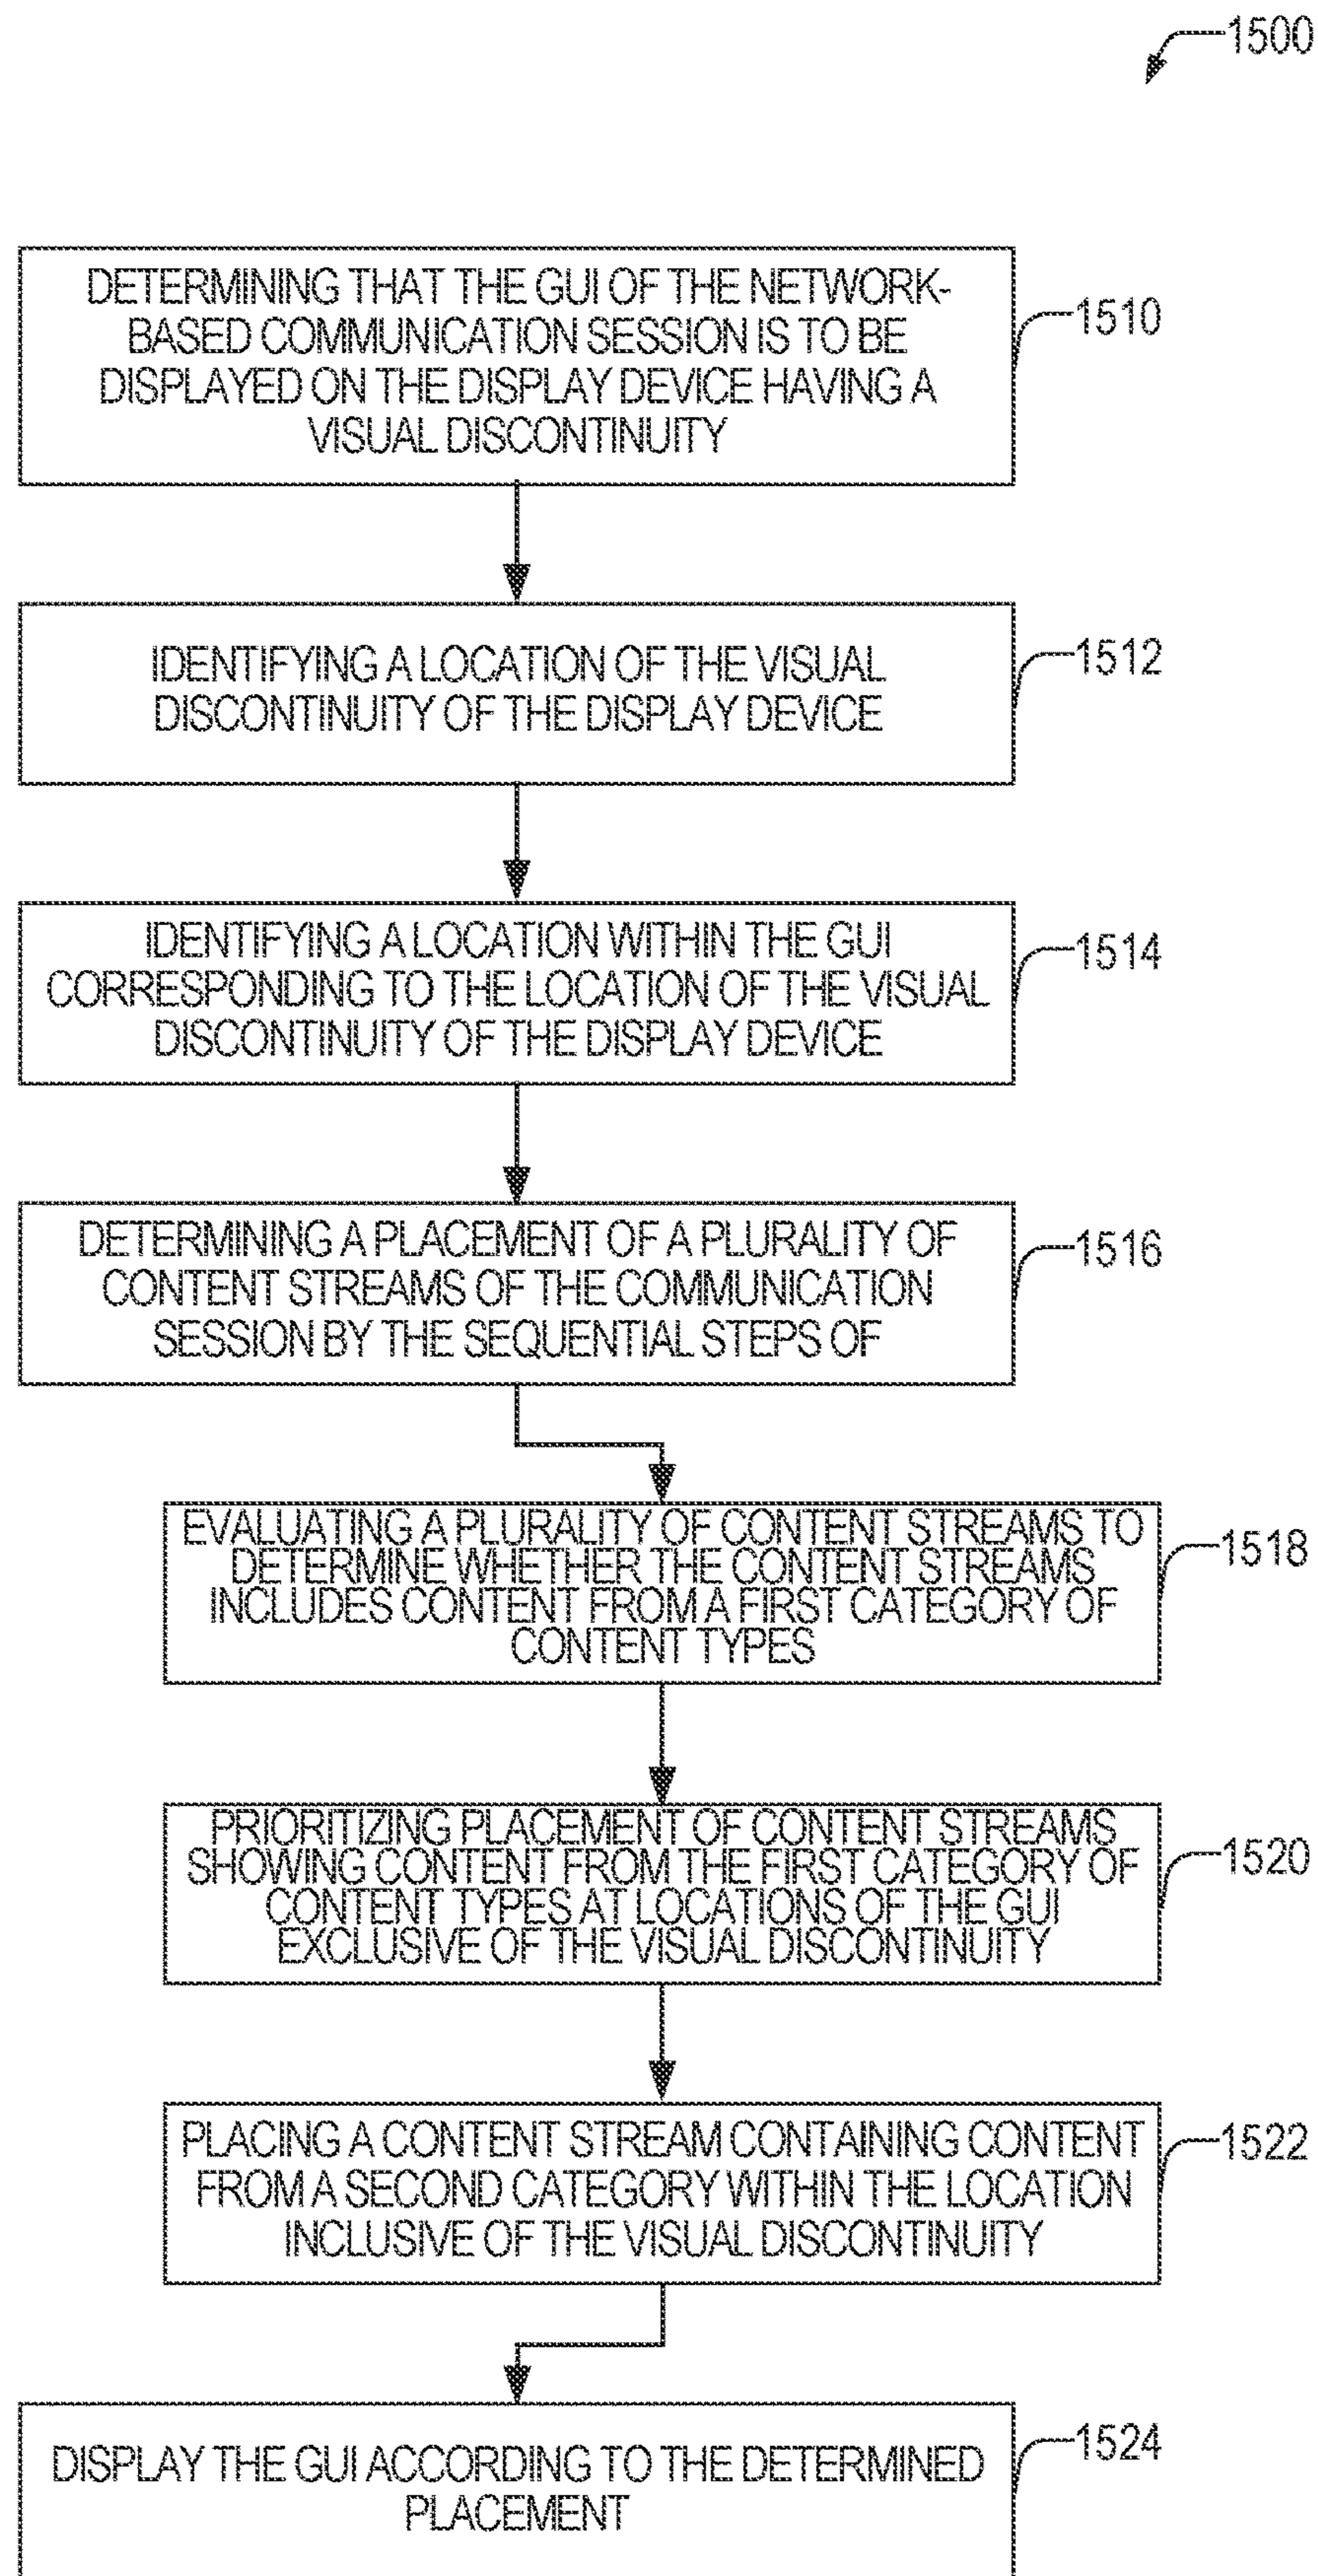 1500
DETERMINING THAT THE GUI OF THE NETWORK-
BASED COMMUNICATION SESSION IS TO BE
DISPLAYED ON THE DISPLAY DEVICE HAVING A
VISUAL DISCONTINUITY
1510
IDENTIFYING A LOCATION OF THE VISUAL
DISCONTINUITY OF THE DISPLAY DEVICE
1512
IDENTIFYING A LOCATION WITHIN THE GUI
CORRESPONDING TO THE LOCATION OF THE VISUAL
DISCONTINUITY OF THE DISPLAY DEVICE
1514
DETERMINING A PLACEMENT OF A PLURALITY OF
CONTENT STREAMS OF THE COMMUNICATION
SESSION BY THE SEQUENTIAL STEPS OF
1516
EVALUATING A PLURALITY OF CONTENT STREAMS TO
DETERMINE WHETHER THE CONTENT STREAMS
INCLUDES CONTENT FROM A FIRST CATEGORY OF
CONTENT TYPES
1518
PRIORITIZING PLACEMENT OF CONTENT STREAMS
SHOWING CONTENT FROM THE FIRST CATEGORY OF
CONTENT TYPES AT LOCATIONS OF THE GUI
EXCLUSIVE OF THE VISUAL DISCONTINUITY
1520
PLACING A CONTENT STREAM CONTAINING CONTENT
FROM A SECOND CATEGORY WITHIN THE LOCATION
INCLUSIVE OF THE VISUAL DISCONTINUITY
1522
DISPLAY THE GUI ACCORDING TO THE DETERMINED
PLACEMENT
1524